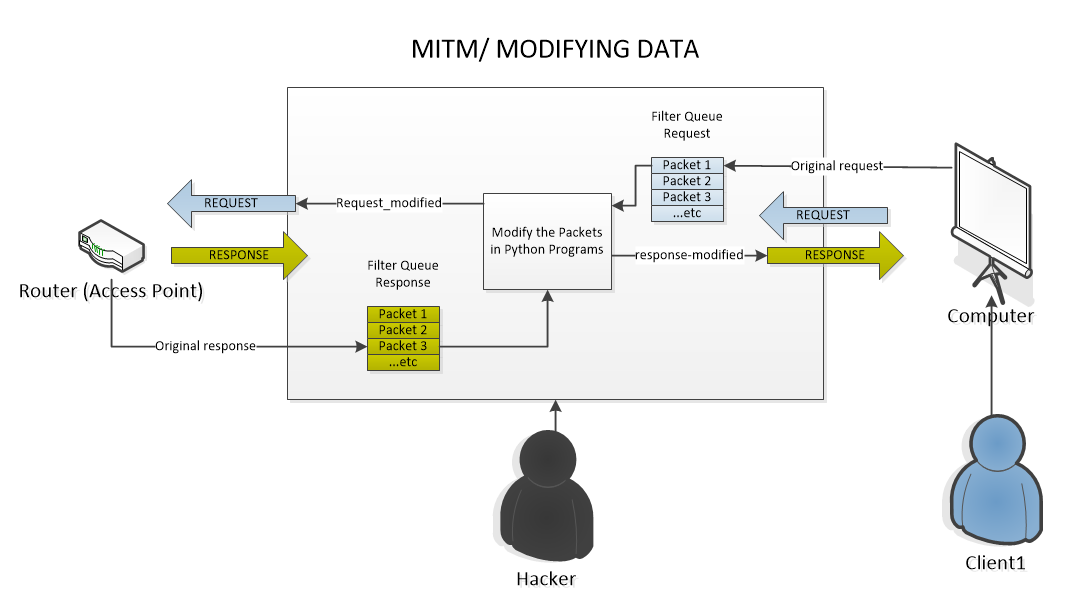 MITM/ MODIFYING DATA
Filter Queue
Request
Packet 1
Packet 2
Packet 3
...etc
Original request
REQUEST
Request_modified
Modify the Packets
in Python Programs
REQUEST
RESPONSE
response-modified
RESPONSE
Router (Access Point)
Filter Queue
Response
Packet 1
Packet 2
Packet 3
...etc
Original response
Computer
Hacker
Client1